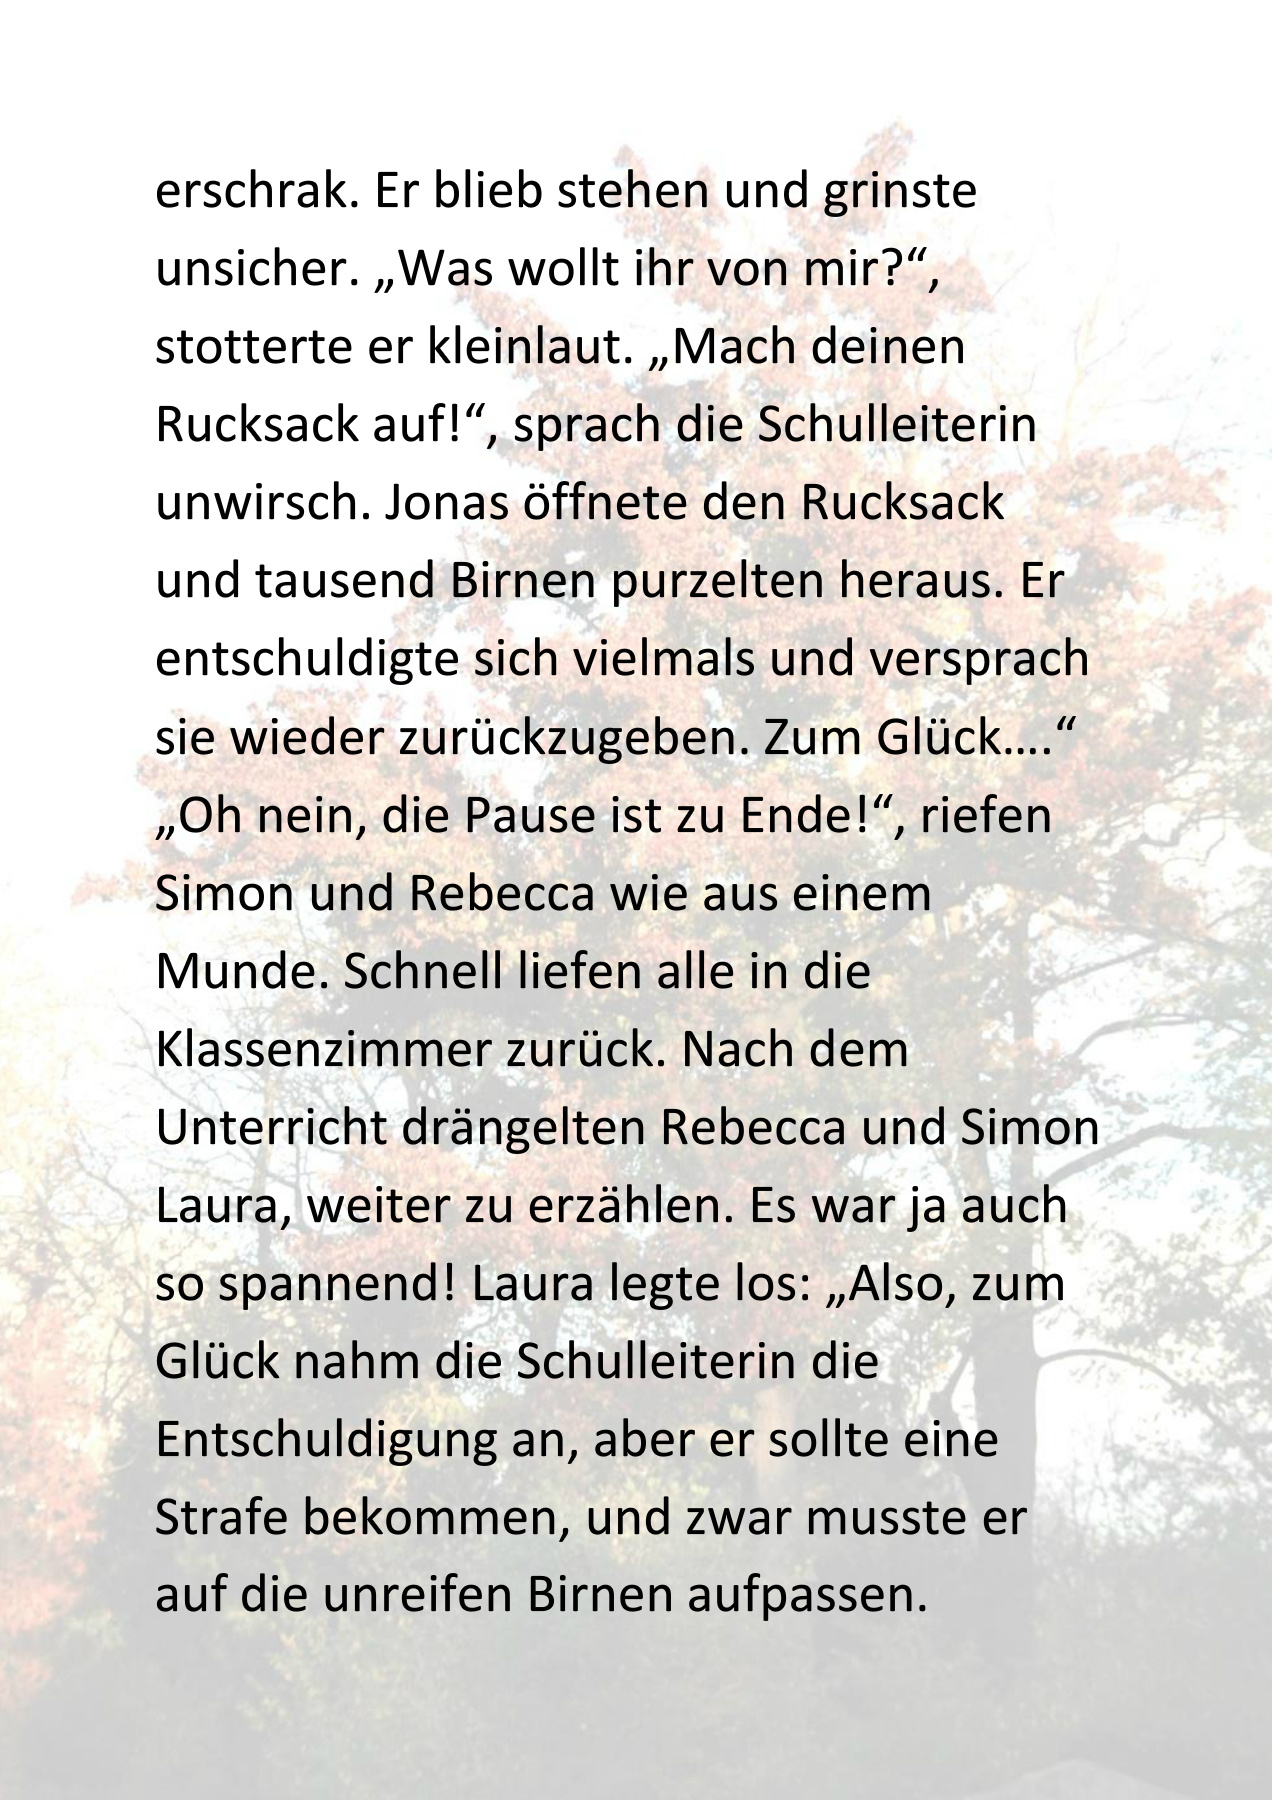 erschrak. Er blieb stehen und grinste
unsicher. „Was wollt ihr von mir?“,
stotterte er kleinlaut. „Mach deinen
Rucksack auf!“, sprach die Schulleiterin
unwirsch. Jonas öffnete den Rucksack
und tausend Birnen purzelten heraus. Er
entschuldigte sich vielmals und versprach
sie wieder zurückzugeben. Zum Glück….“
„Oh nein, die Pause ist zu Ende!“, riefen
Simon und Rebecca wie aus einem
Munde. Schnell liefen alle in die
Klassenzimmer zurück. Nach dem
Unterricht drängelten Rebecca und Simon
Laura, weiter zu erzählen. Es war ja auch
so spannend! Laura legte los: „Also, zum
Glück nahm die Schulleiterin die
Entschuldigung an, aber er sollte eine
Strafe bekommen, und zwar musste er
auf die unreifen Birnen aufpassen.